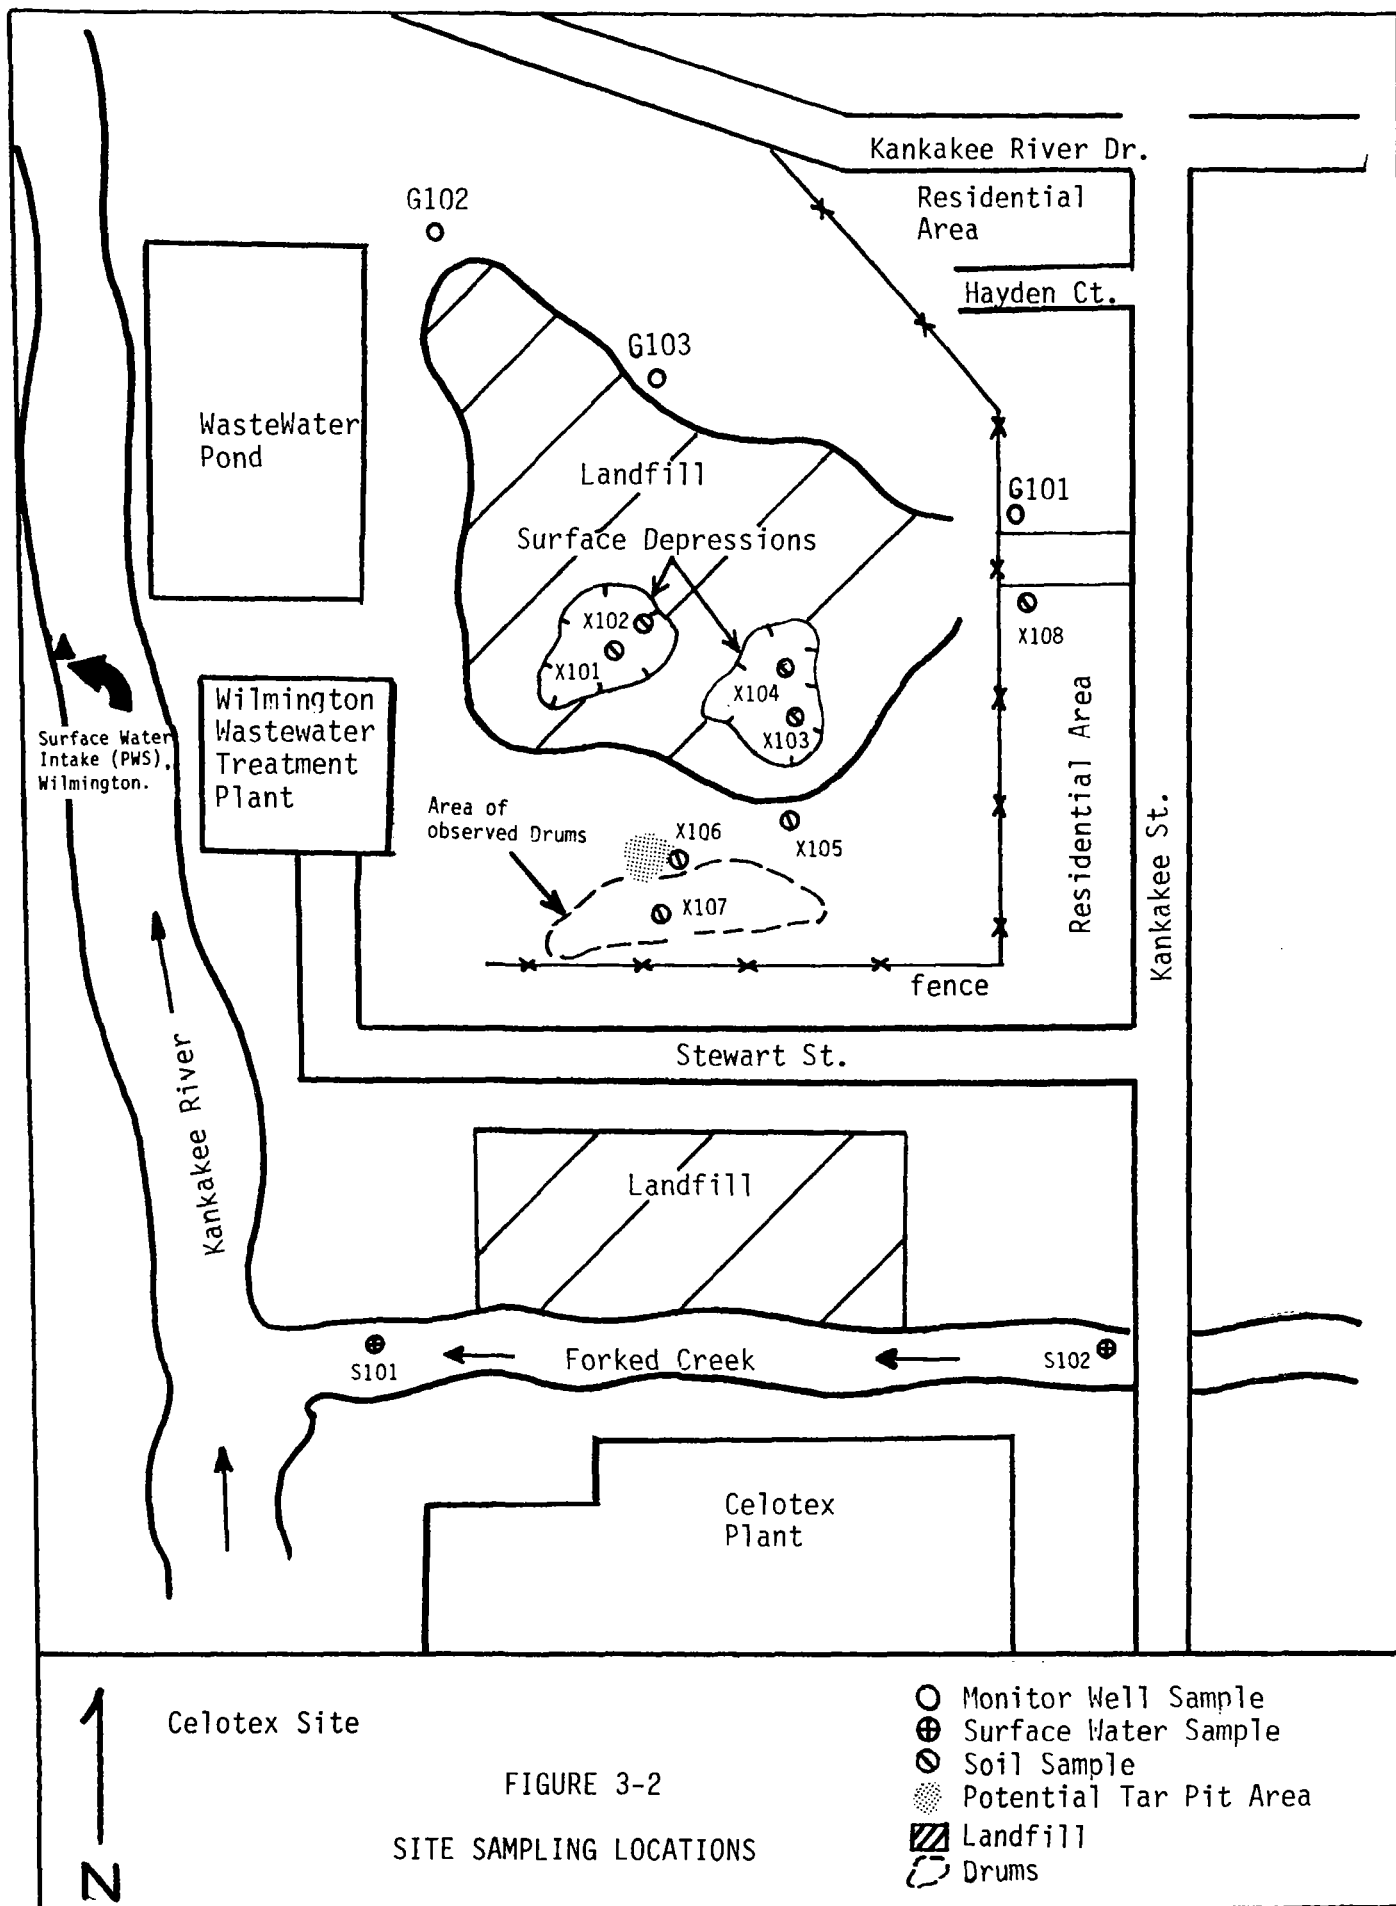 Kankakee River Dr.
Residential
Area
G102
Hayden Ct.
G103
WasteWater
Pond
Landfill
G101
Surface Depressions
X102
X108
X101
X104
Wilmington
Wastewater
Treatment
Plant
X103
Surface Water
Intake (PWS),
Wilmington.
Residential Area
Kankakee St.
Area of
observed Drums
X106
X105
X107
fence
Stewart St.
Kankakee River
Landfill
Forked Creek
S101
S102
Celotex
Plant
Celotex Site
N
FIGURE 3-2
SITE SAMPLING LOCATIONS
Monitor Well Sample
Surface Water Sample
Soil Sample
Potential Tar Pit Area
Landfill
Drums